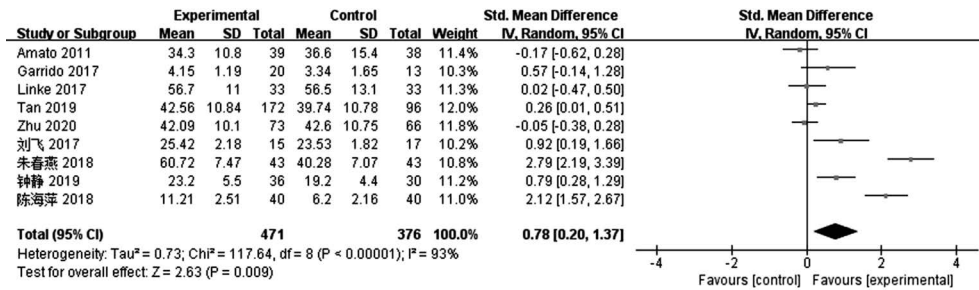 Experimental Control Std. Mean Difference Std. Mean Difference
Study or Subgroup Mean SD Total Mean SD Total Weight IV, Random, 95% CI IV, Random, 95% CI
Amato 2011 34.3 10.8 39 36.6 15.4 38 11.4% -0.17 [-0.62, 0.28]
Garrido 2017 4.15 1.19 20 3.34 1.65 13 10.3% 0.57 [-0.14, 1.28]
Linke 2017 56.7 11 33 56.5 13.1 33 11.3% 0.02 [-0.47, 0.50]
Tan 2019 42.56 10.84 172 39.74 10.78 96 12.0% 0.26 [0.01, 0.51]
Zhu 2020 42.09 10.1 73 42.6 10.75 66 11.8% -0.05 [-0.38, 0.28]
刘飞 2017 25.42 2.18 15 23.53 1.82 17 10.2% 0.92 [0.19, 1.66]
朱春燕 2018 60.72 7.47 43 40.28 7.07 43 10.8% 2.79 [2.19, 3.39]
钟静 2019 23.2 5.5 36 19.2 4.4 30 11.2% 0.79 [0.28, 1.29]
陈海萍 2018 11.21 2.51 40 6.2 2.16 40 11.0% 2.12 [1.57, 2.67]
Total (95% CI) 471 376 100.0% 0.78 [0.20, 1.37]
Heterogeneity: Tau² = 0.73; Chi² = 117.64, df = 8 (P < 0.00001); I² = 93%
Test for overall effect: Z = 2.63 (P = 0.009)
-4 -2 0 2 4
Favours [control] Favours [experimental]